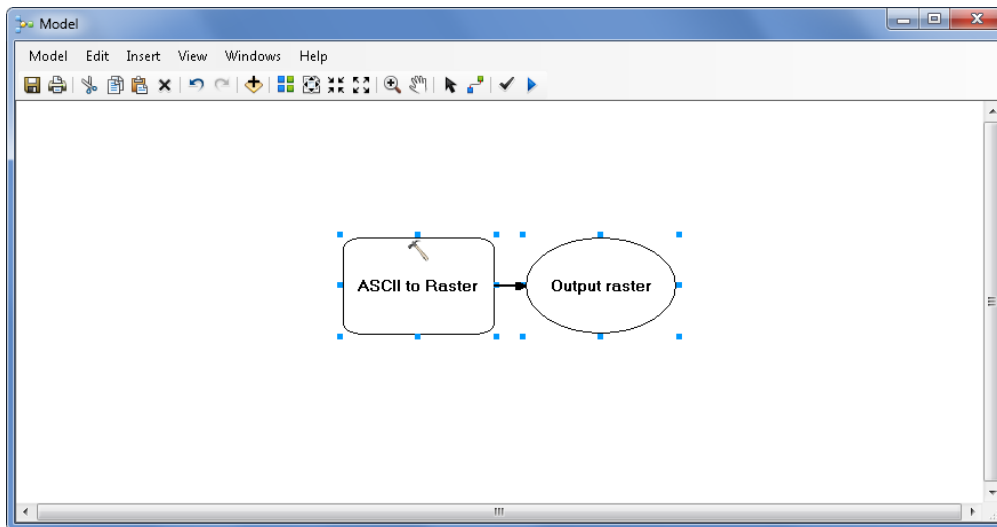 Model
Model Edit Insert View Windows Help
ASCII to Raster
Output raster